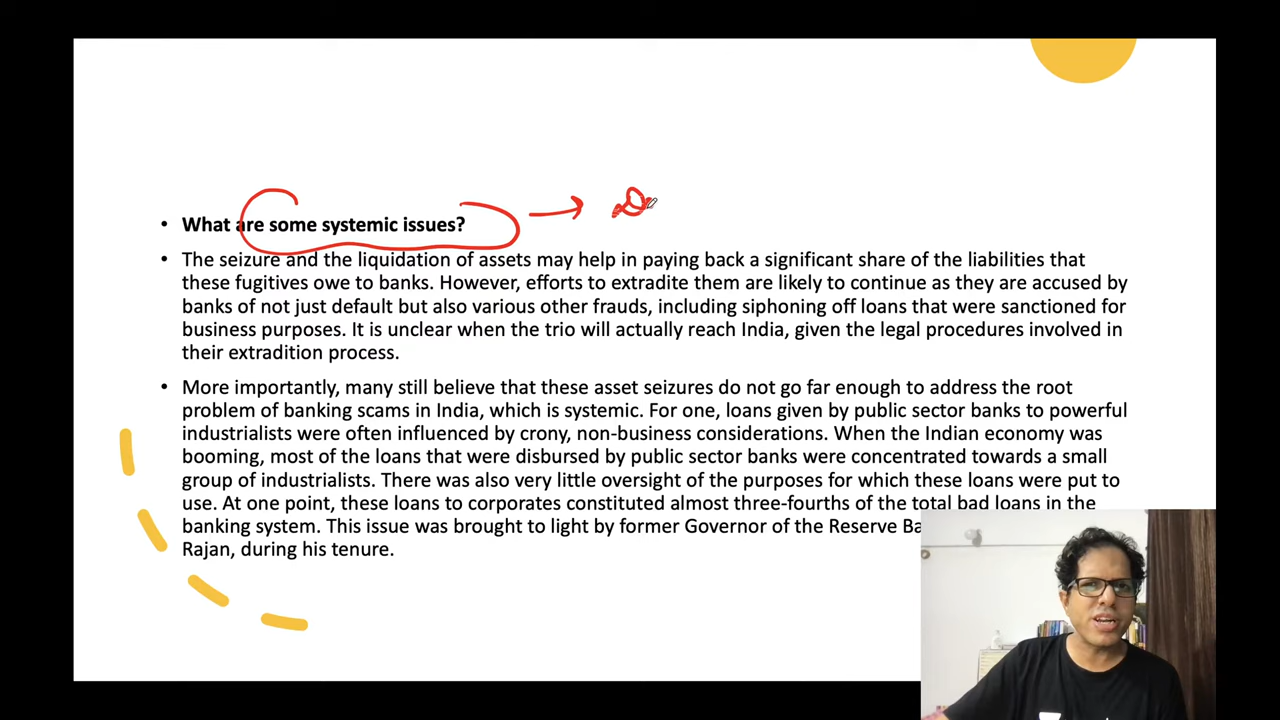 • What are some systemic issues?
• The seizure and the liquidation of assets may help in paying back a significant share of the liabilities that
these fugitives owe to banks. However, efforts to extradite them are likely to continue as they are accused by
banks of not just default but also various other frauds, including siphoning off loans that were sanctioned for
business purposes. It is unclear when the trio will actually reach India, given the legal procedures involved in
their extradition process.
• More importantly, many still believe that these asset seizures do not go far enough to address the root
problem of banking scams in India, which is systemic. For one, loans given by public sector banks to powerful
industrialists were often influenced by crony, non-business considerations. When the Indian economy was
booming, most of the loans that were disbursed by public sector banks were concentrated towards a small
group of industrialists. There was also very little oversight of the purposes for which these loans were put to
use. At one point, these loans to corporates constituted almost three-fourths of the total bad loans in the
banking system. This issue was brought to light by former Governor of the Reserve
Rajan, during his tenure.